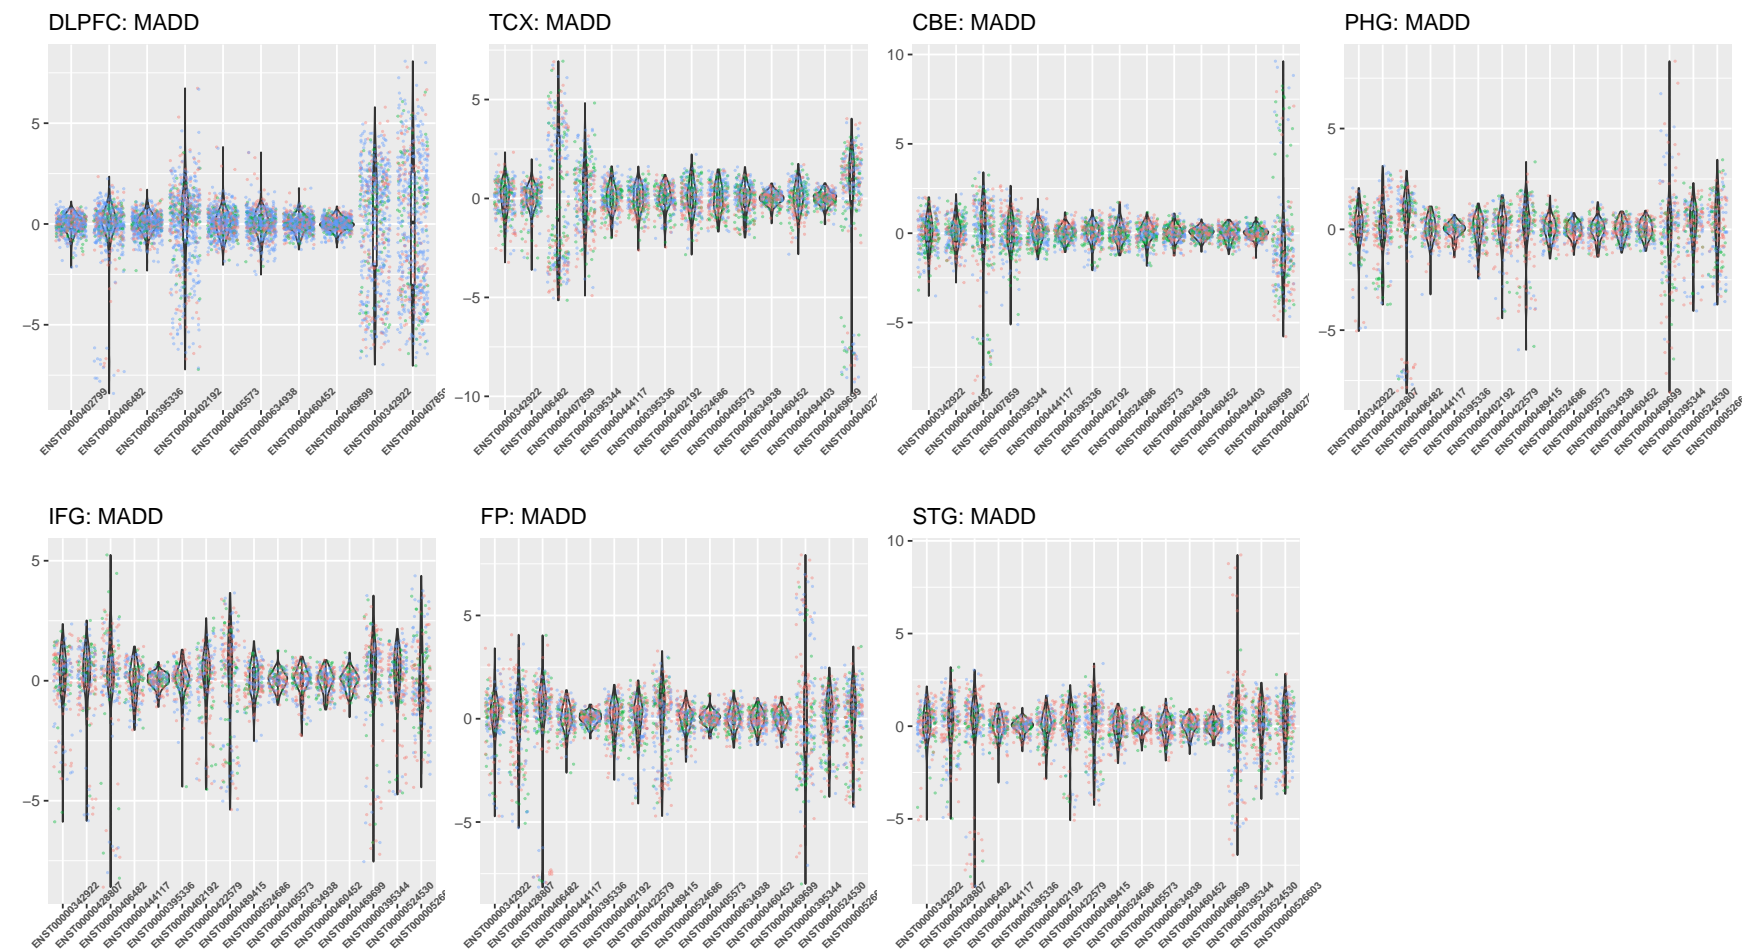 DLPFC: MADD
TCX: MADD
CBE: MADD
PHG: MADD
5
0
−5
ENST00000402799
ENST00000406482
ENST00000395336
ENST00000402192
ENST00000405573
ENST00000634938
ENST00000460452
ENST00000469699
ENST00000342922
5
0
−5
−10
ENST00000342922
ENST00000406482
ENST00000407859
ENST00000395344
ENST00000444117
ENST00000395336
ENST00000402192
ENST00000524686
ENST00000405573
ENST00000634938
ENST00000460452
ENST00000494403
ENST00000469699
10
5
0
−5
ENST00000342922
ENST00000406482
ENST00000407859
ENST00000395344
ENST00000444117
ENST00000395336
ENST00000402192
ENST00000524686
ENST00000405573
ENST00000634938
ENST00000460452
ENST00000494403
ENST00000469699
5
0
−5
ENST00000342922
ENST00000428807
ENST00000406482
ENST00000444117
ENST00000395336
ENST00000402192
ENST00000422579
ENST00000489415
ENST00000524686
ENST00000405573
ENST00000634938
ENST00000460452
ENST00000469699
ENST00000395344
ENST00000524530
IFG: MADD
FP: MADD
STG: MADD
5
0
−5
ENST00000342922
ENST00000428807
ENST00000406482
ENST00000444117
ENST00000395336
ENST00000402192
ENST00000422579
ENST00000489415
ENST00000524686
ENST00000405573
ENST00000634938
ENST00000460452
ENST00000469699
ENST00000395344
ENST00000524530
5
0
−5
ENST00000342922
ENST00000428807
ENST00000406482
ENST00000444117
ENST00000395336
ENST00000402192
ENST00000422579
ENST00000489415
ENST00000524686
ENST00000405573
ENST00000634938
ENST00000460452
ENST00000469699
ENST00000395344
ENST00000524530
10
5
0
−5
ENST00000342922
ENST00000428807
ENST00000406482
ENST00000444117
ENST00000395336
ENST00000402192
ENST00000422579
ENST00000489415
ENST00000524686
ENST00000405573
ENST00000634938
ENST00000460452
ENST00000469699
ENST00000395344
ENST00000524530
ENST00000526603